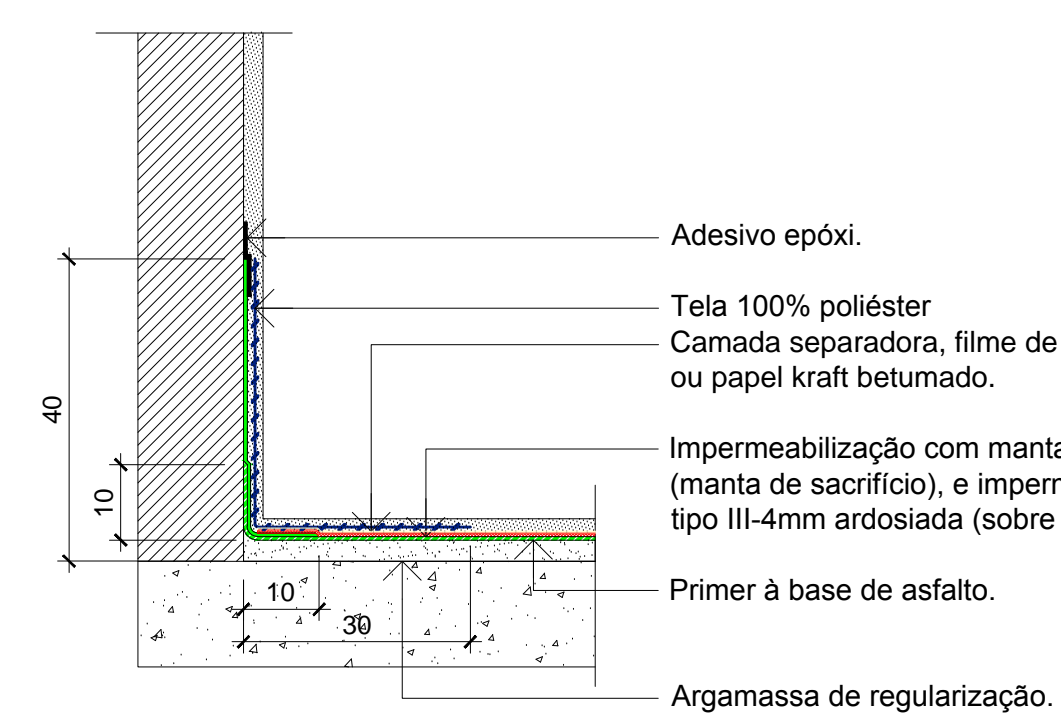 Adesivo epóxi.
Tela 100% poliéster
Camada separadora, filme de
ou papel kraft betumado.
40
Impermeabilização com manta
(manta de sacrifício), e imperm
tipo III-4mm ardosiada (sobre
10
Primer à base de asfalto.
10
30
Argamassa de regularização.